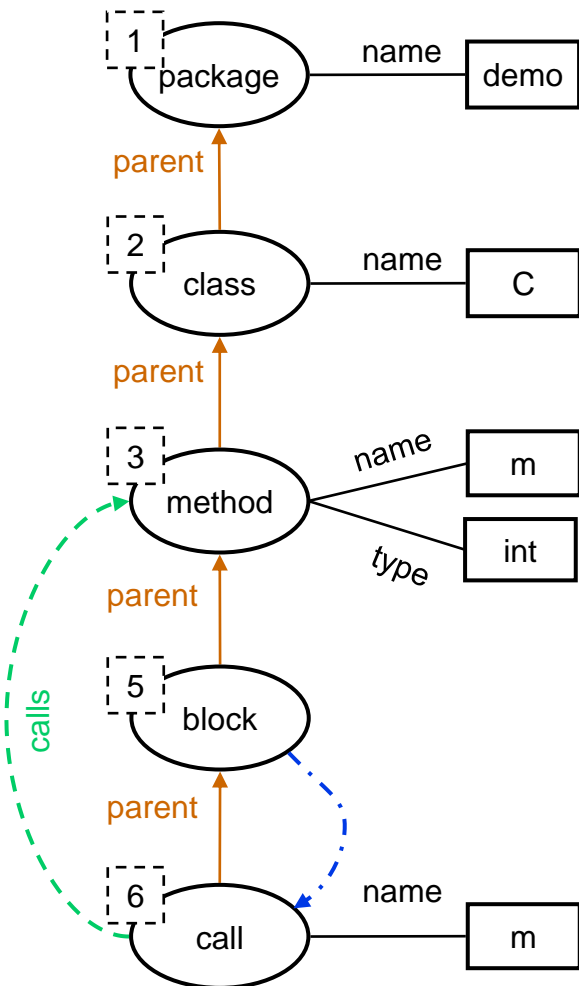 1
package
name
demo
parent
2
class
name
C
parent
3
method
name
m
type
int
parent
5
block
calls
parent
6
call
name
m